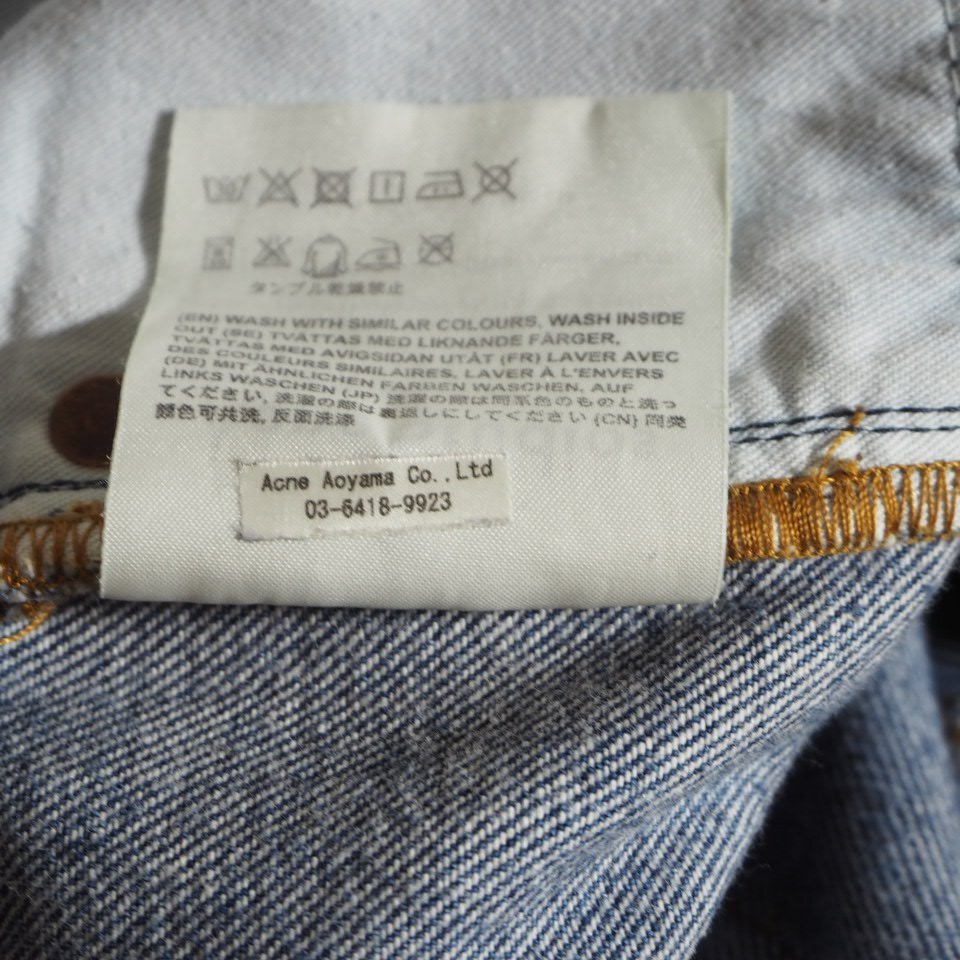 タンブル乾燥禁止
(EN) WASH WITH SIMILAR COLOURS, WASH INSIDE
OUT (SE) TVÄTTAS MED LIKNANDE FÄRGER,
TVÄTTAS MED AVIGSIDAN UTÅT (FR) LAVER AVEC
DES COULEURS SIMILAIRES, LAVER À L'ENVERS
(DE) MIT ÄHNLICHEN FARBEN WASCHEN, AUF
LINKS WASCHEN (JP) 洗濯の際は同系色のものと洗っ
てください, 洗濯の際は裏返しにしてください (CN) 同类
颜色可共洗, 反面洗涤
Acne Aoyama Co.,Ltd
03-6418-9923